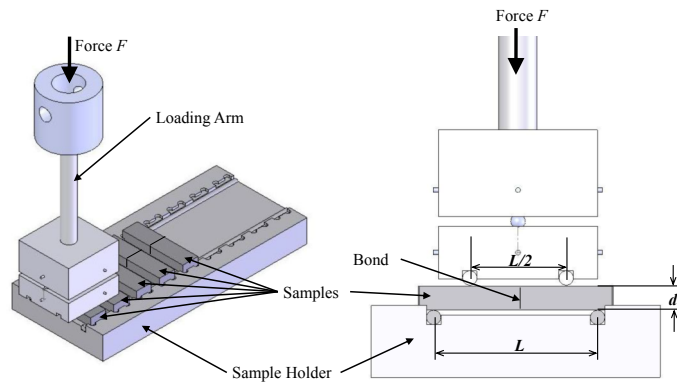 Force F
Loading Arm
Samples
Sample Holder
Force F
L/2
Bond
d
L